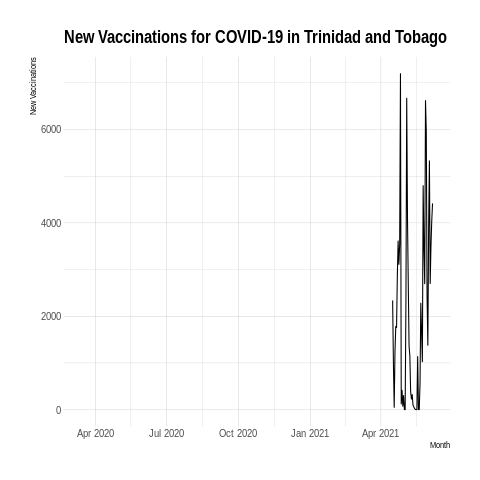 New Vaccinations for COVID-19 in Trinidad and Tobago
New Vaccinations
6000
4000
2000
0
Apr 2020 Jul 2020 Oct 2020 Jan 2021 Apr 2021
Month